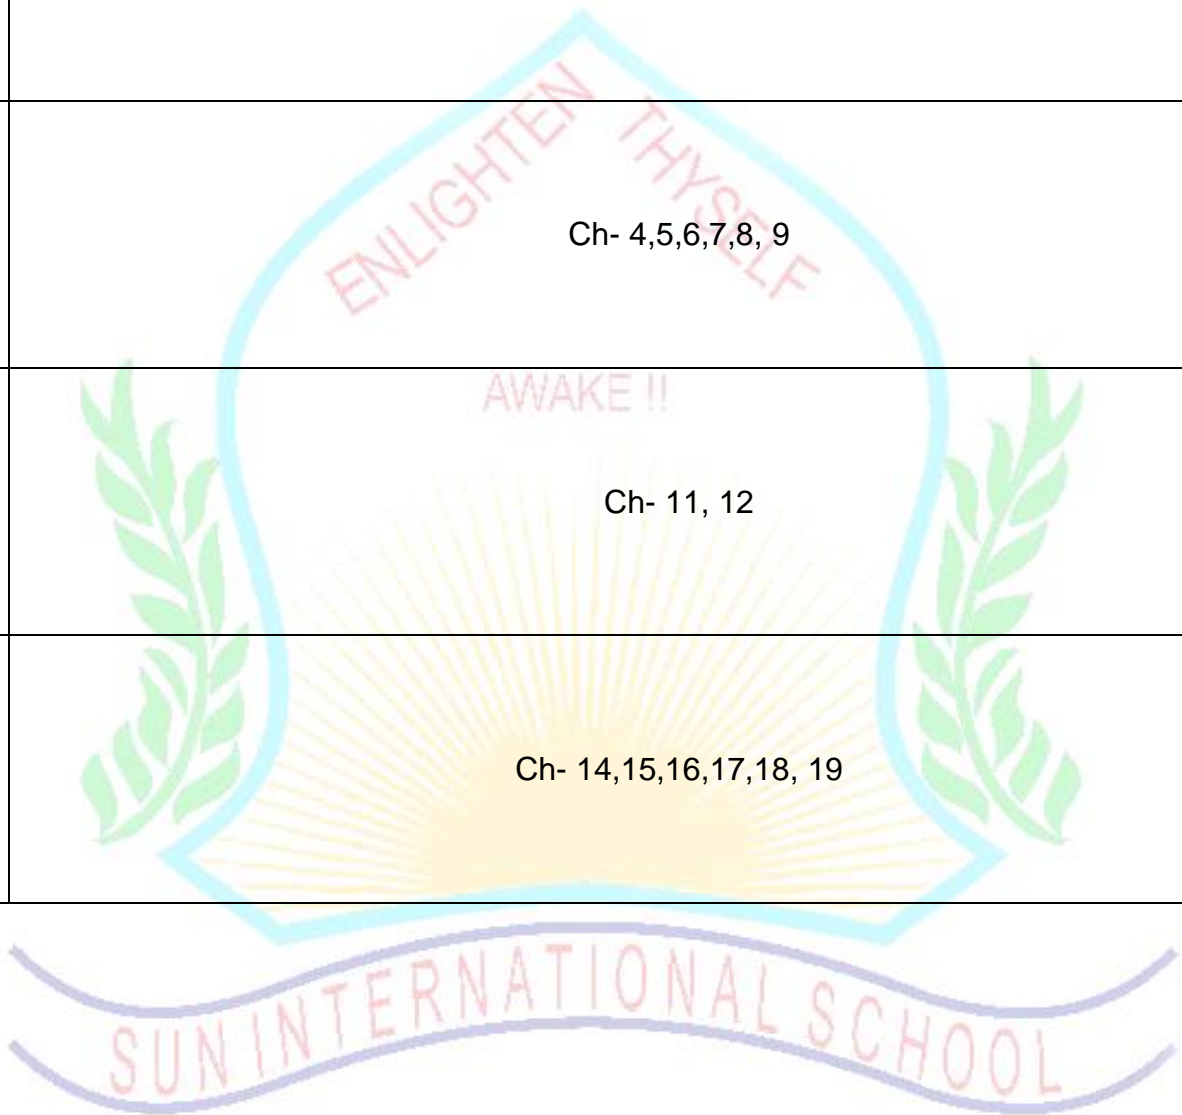 ENLIGHTEN THYSELF
Ch- 4,5,6,7,8, 9
AWAKE !!
Ch- 11, 12
Ch- 14,15,16,17,18, 19
SUN INTERNATIONAL SCHOOL